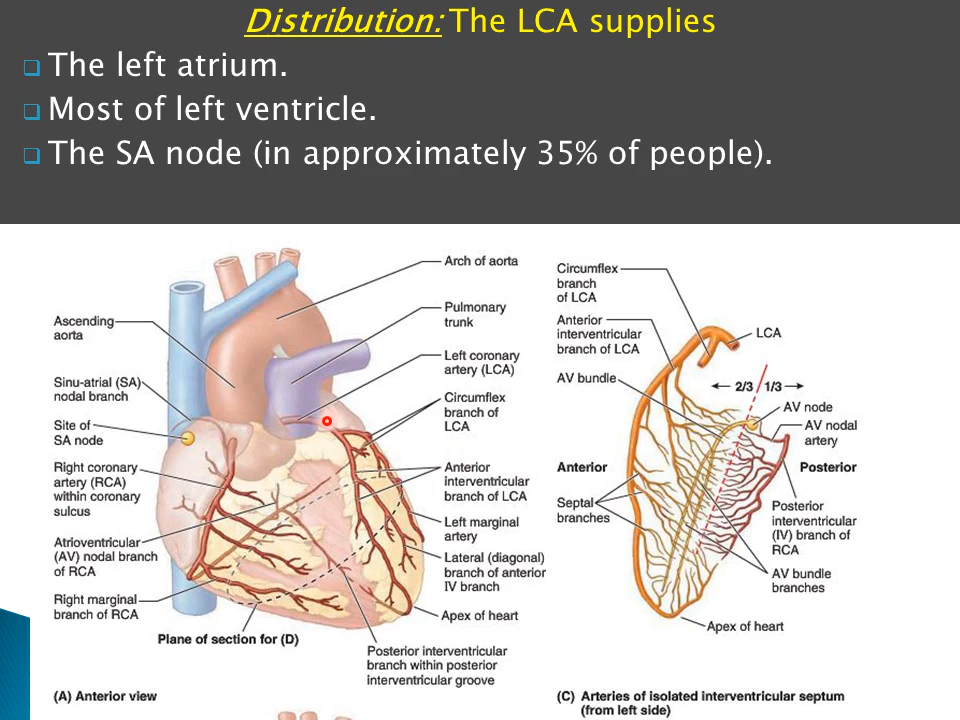 Distribution: The LCA supplies
The left atrium.
Most of left ventricle.
The SA node (in approximately 35% of people).
Arch of aorta
Pulmonary
trunk
Left coronary
artery (LCA)
Circumflex
branch of
LCA
Anterior
interventricular
branch of LCA
Left marginal
artery
Lateral (diagonal)
branch of anterior
IV branch
Apex of heart
Posterior interventricular
branch within posterior
interventricular groove
Ascending
aorta
Sinu-atrial (SA)
nodal branch
Site of
SA node
Right coronary
artery (RCA)
within coronary
sulcus
Atrioventricular
(AV) nodal branch
of RCA
Right marginal
branch of RCA
Plane of section for (D)
(A) Anterior view
Circumflex
branch
of LCA
Anterior
interventricular
branch of LCA
AV bundle
LCA
2/3 1/3
AV node
AV nodal
artery
Anterior
Posterior
Septal
branches
Posterior
interventricular
(IV) branch of
RCA
AV bundle
branches
Apex of heart
(C) Arteries of isolated interventricular septum
(from left side)